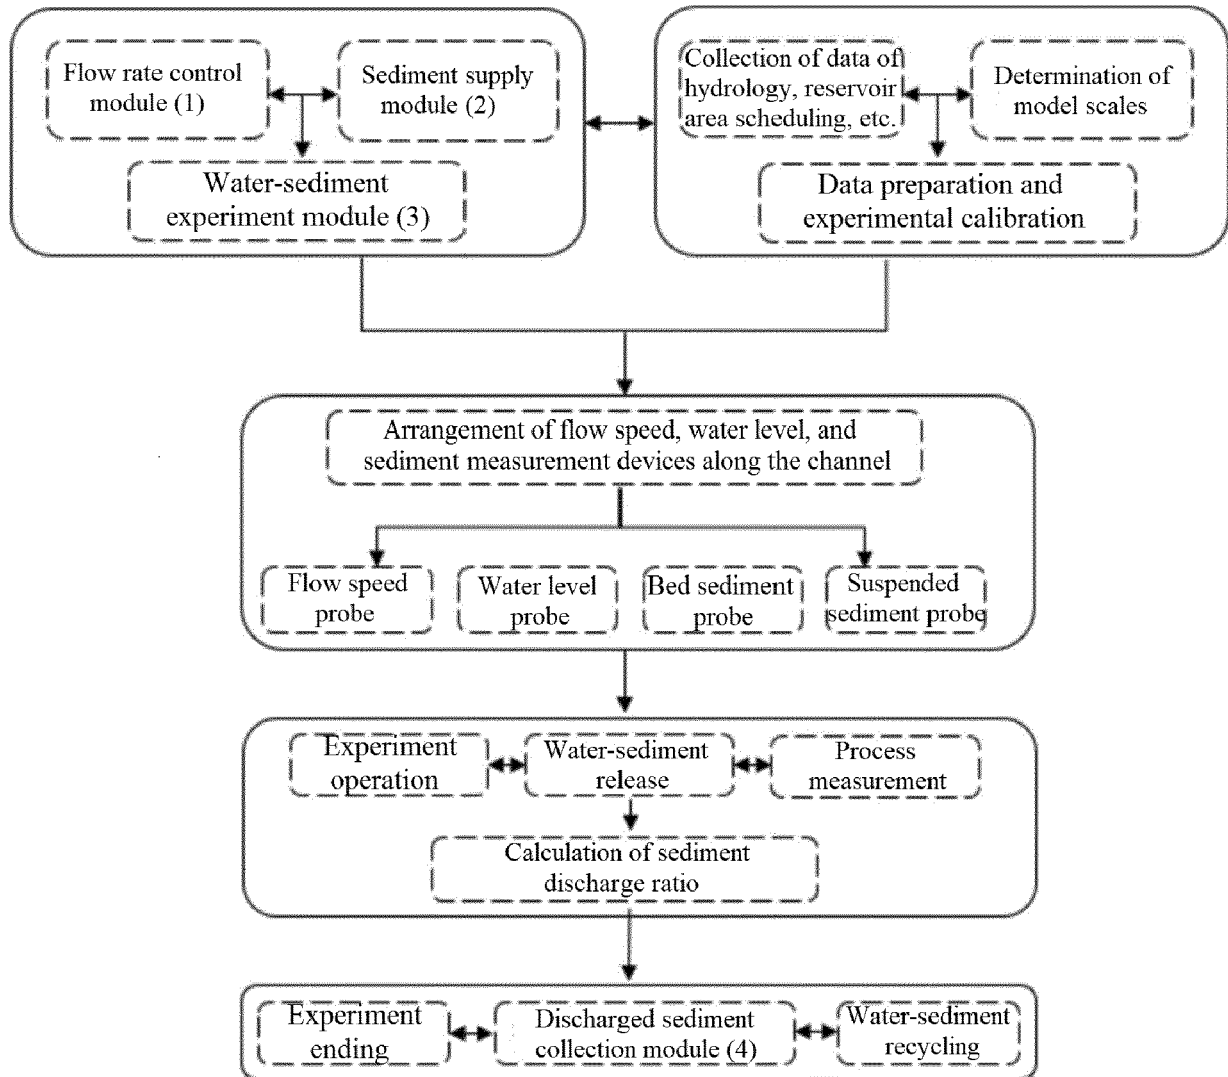 Flow rate control
module (1)
Sediment supply
module (2)
Water-sediment
experiment module (3)
Collection of data of
hydrology, reservoir
area scheduling, etc.
Determination of
model scales
Data preparation and
experimental calibration
Arrangement of flow speed, water level, and
sediment measurement devices along the channel
Flow speed
probe
Water level
probe
Bed sediment
probe
Suspended
sediment probe
Experiment
operation
Water-sediment
release
Process
measurement
Calculation of sediment
discharge ratio
Experiment
ending
Discharged sediment
collection module (4)
Water-sediment
recycling